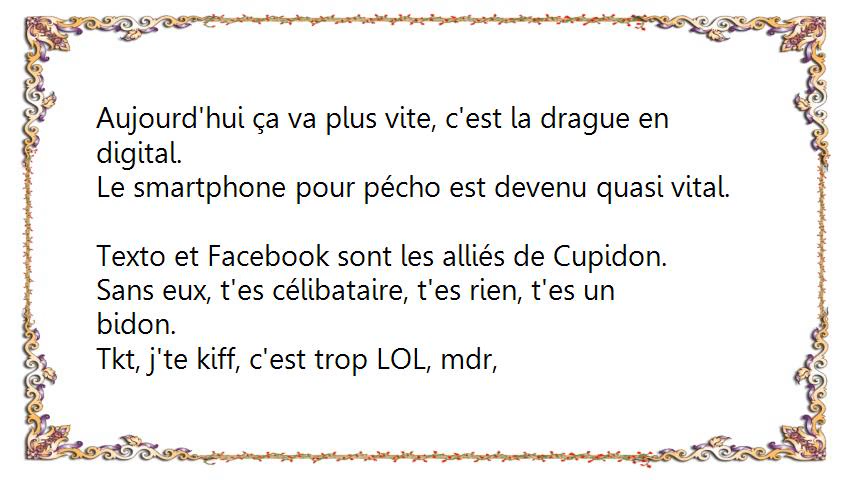 Aujourd'hui ça va plus vite, c'est la drague en
digital.
Le smartphone pour pécho est devenu quasi vital.
Texto et Facebook sont les alliés de Cupidon.
Sans eux, t'es célibataire, t'es rien, t'es un
bidon.
Tkt, j'te kiff, c'est trop LOL, mdr,